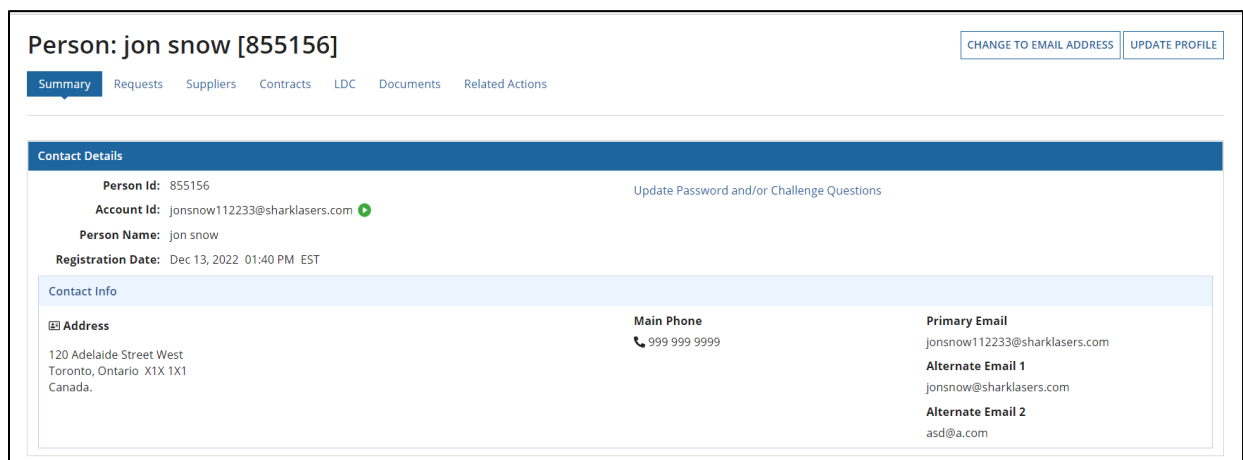 Person: jon snow [855156]
CHANGE TO EMAIL ADDRESS
UPDATE PROFILE
Summary Requests Suppliers Contracts LDC Documents Related Actions
Contact Details
Person Id: 855156
Update Password and/or Challenge Questions
Account Id: jonsnow112233@sharklasers.com
Person Name: jon snow
Registration Date: Dec 13, 2022 01:40 PM EST
Contact Info
Address
120 Adelaide Street West
Toronto, Ontario X1X 1X1
Canada.
Main Phone
999 999 9999
Primary Email
jonsnow112233@sharklasers.com
Alternate Email 1
jonsnow@sharklasers.com
Alternate Email 2
asd@a.com